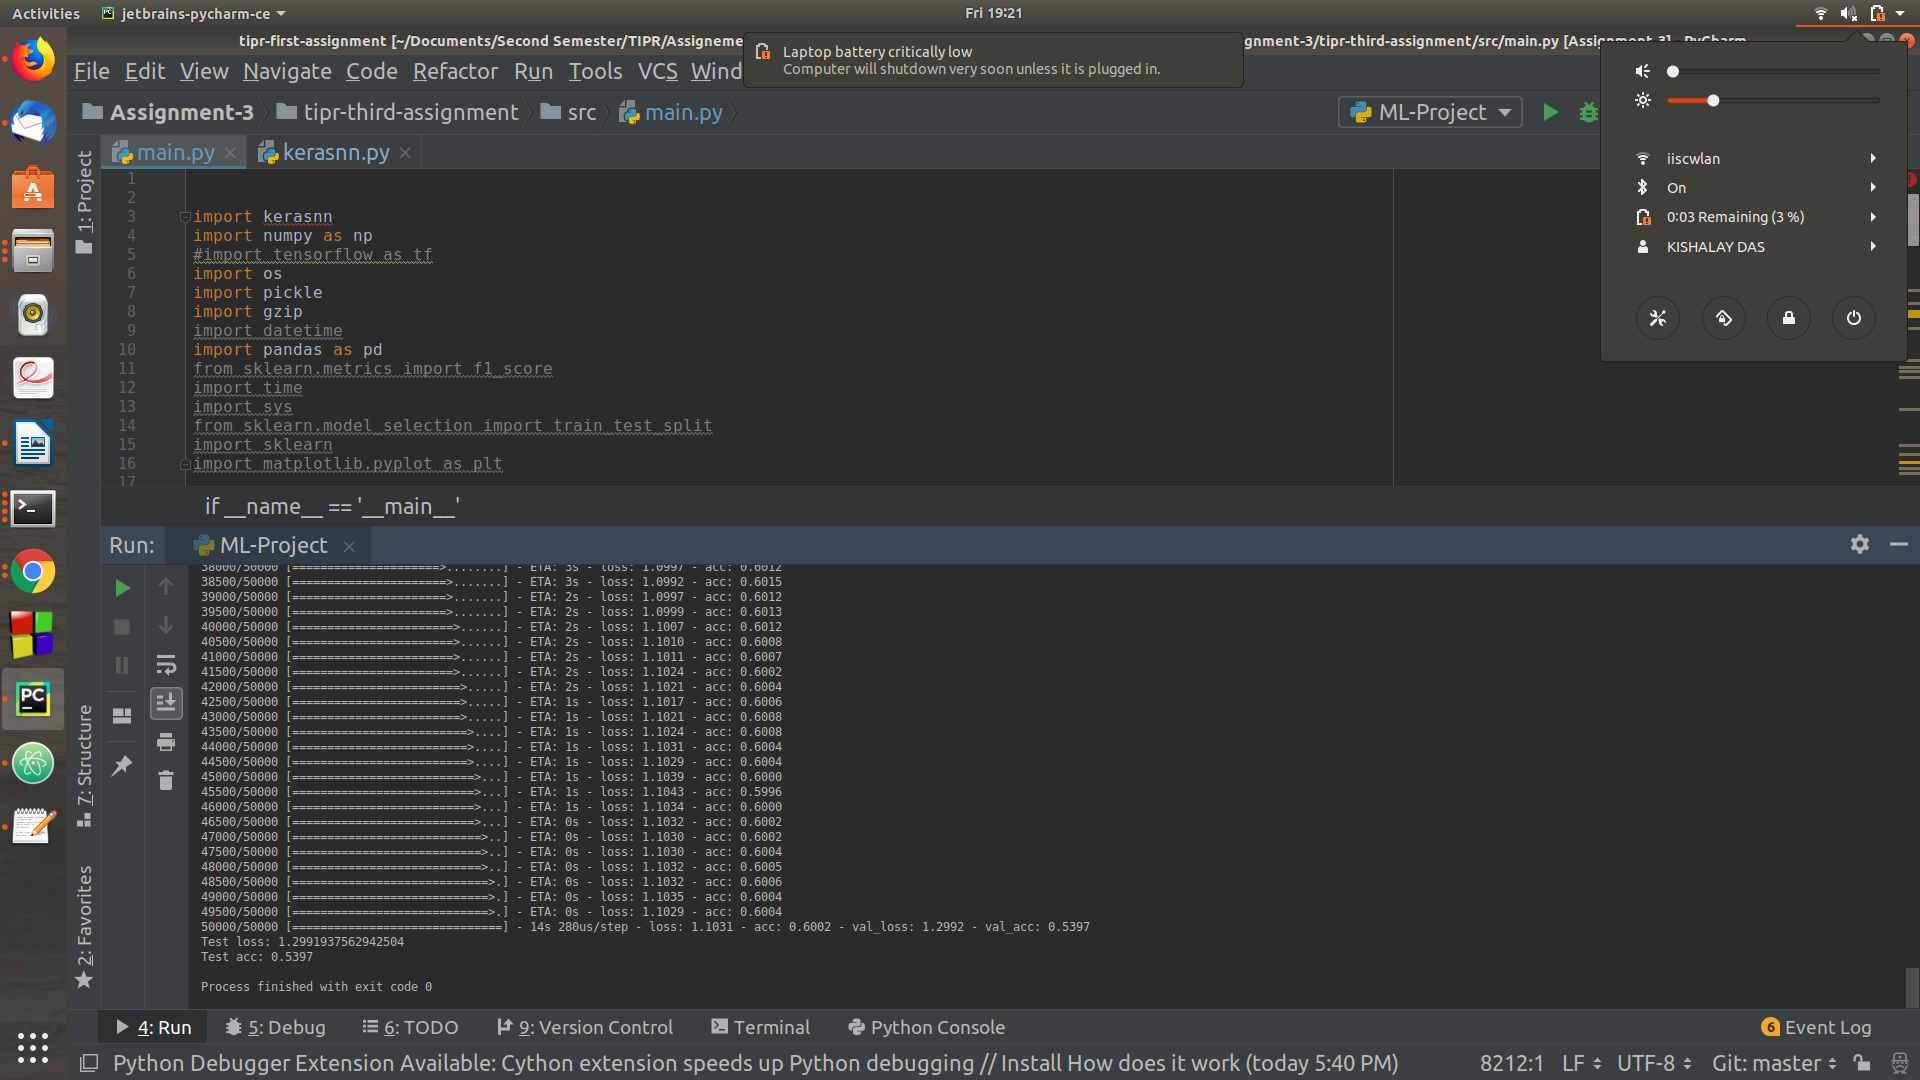 Activities
jetbrains-pycharm-ce
Fri 19:21
tipr-first-assignment [~/Documents/Second Semester/TIPR/Assigneme
gnment-3/tipr-third-assignment/src/main.py [Assignment-3] - PyCharm
Laptop battery critically low
Computer will shutdown very soon unless it is plugged in.
File Edit View Navigate Code Refactor Run Tools VCS Wind
Assignment-3 tipr-third-assignment src main.py
ML-Project
main.py kerasnn.py
iiscwlan
On
0:03 Remaining (3 %)
KISHALAY DAS
1: Project
7: Structure
2: Favorites
1
2
3 import kerasnn
4 import numpy as np
5 #import tensorflow as tf
6 import os
7 import pickle
8 import gzip
9 import datetime
10 import pandas as pd
11 from sklearn.metrics import f1_score
12 import time
13 import sys
14 from sklearn.model_selection import train_test_split
15 import sklearn
16 import matplotlib.pyplot as plt
17
if __name__ == '__main__'
Run: ML-Project
38000/50000 [=====================>........] - ETA: 3s - loss: 1.0997 - acc: 0.6012
38500/50000 [======================>.......] - ETA: 3s - loss: 1.0992 - acc: 0.6015
39000/50000 [======================>.......] - ETA: 2s - loss: 1.0997 - acc: 0.6012
39500/50000 [======================>.......] - ETA: 2s - loss: 1.0999 - acc: 0.6013
40000/50000 [=======================>......] - ETA: 2s - loss: 1.1007 - acc: 0.6012
40500/50000 [=======================>......] - ETA: 2s - loss: 1.1010 - acc: 0.6008
41000/50000 [=======================>......] - ETA: 2s - loss: 1.1011 - acc: 0.6007
41500/50000 [=======================>......] - ETA: 2s - loss: 1.1024 - acc: 0.6002
42000/50000 [========================>.....] - ETA: 2s - loss: 1.1021 - acc: 0.6004
42500/50000 [========================>.....] - ETA: 1s - loss: 1.1017 - acc: 0.6006
43000/50000 [========================>.....] - ETA: 1s - loss: 1.1021 - acc: 0.6008
43500/50000 [=========================>....] - ETA: 1s - loss: 1.1024 - acc: 0.6008
44000/50000 [=========================>....] - ETA: 1s - loss: 1.1031 - acc: 0.6004
44500/50000 [=========================>....] - ETA: 1s - loss: 1.1029 - acc: 0.6004
45000/50000 [==========================>...] - ETA: 1s - loss: 1.1039 - acc: 0.6000
45500/50000 [==========================>...] - ETA: 1s - loss: 1.1043 - acc: 0.5996
46000/50000 [==========================>...] - ETA: 1s - loss: 1.1034 - acc: 0.6000
46500/50000 [==========================>...] - ETA: 0s - loss: 1.1032 - acc: 0.6002
47000/50000 [===========================>..] - ETA: 0s - loss: 1.1030 - acc: 0.6002
47500/50000 [===========================>..] - ETA: 0s - loss: 1.1030 - acc: 0.6004
48000/50000 [===========================>..] - ETA: 0s - loss: 1.1032 - acc: 0.6005
48500/50000 [============================>.] - ETA: 0s - loss: 1.1032 - acc: 0.6006
49000/50000 [============================>.] - ETA: 0s - loss: 1.1035 - acc: 0.6004
49500/50000 [============================>.] - ETA: 0s - loss: 1.1029 - acc: 0.6004
50000/50000 [==============================] - 14s 280us/step - loss: 1.1031 - acc: 0.6002 - val_loss: 1.2992 - val_acc: 0.5397
Test loss: 1.2991937562942504
Test acc: 0.5397
Process finished with exit code 0
4: Run 5: Debug 6: TODO 9: Version Control Terminal Python Console
6 Event Log
Python Debugger Extension Available: Cython extension speeds up Python debugging // Install How does it work (today 5:40 PM)
8212:1 LF UTF-8 Git: master
PC